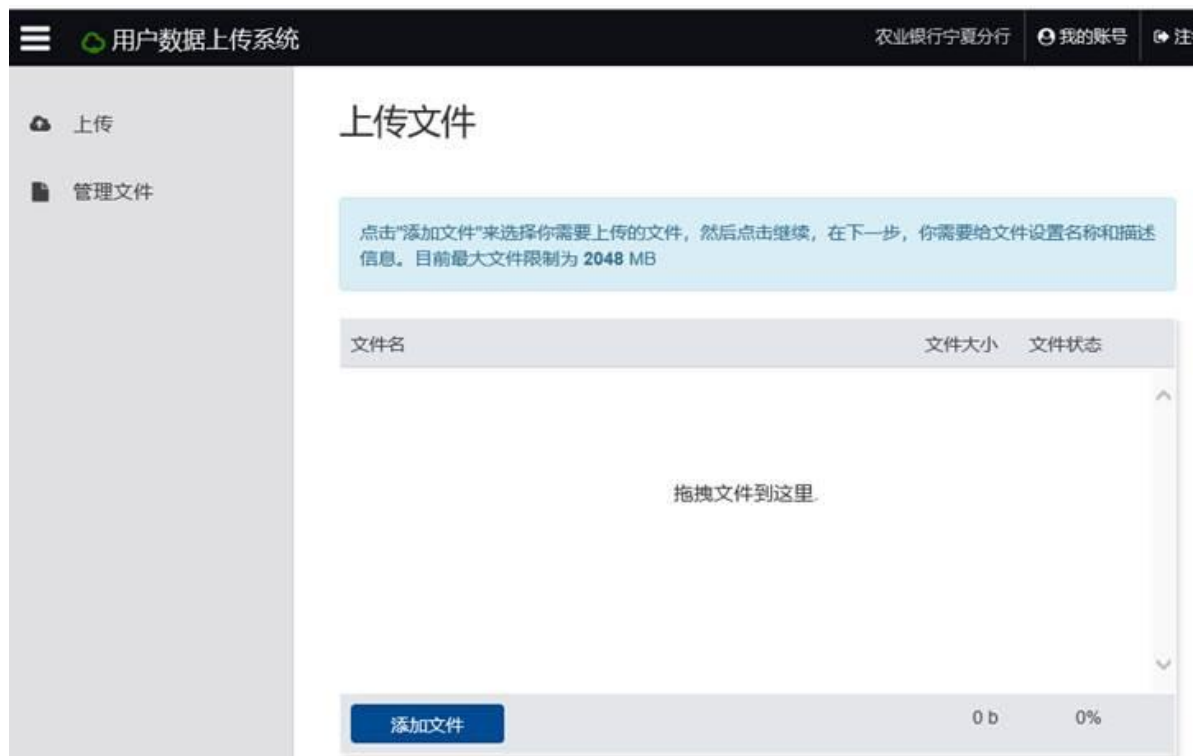 用户数据上传系统
农业银行宁夏分行
我的账号
注
上传
管理文件
上传文件
点击"添加文件"来选择你需要上传的文件，然后点击继续，在下一步，你需要给文件设置名称和描述
信息。目前最大文件限制为 2048 MB
文件名
文件大小
文件状态
拖拽文件到这里.
添加文件
0 b
0%